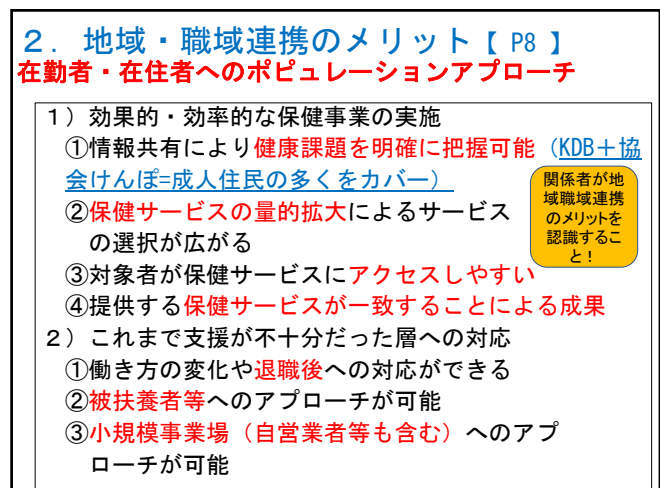 ２．地域・職域連携のメリット【 P8 】
在勤者・在住者へのポピュレーションアプローチ
１）効果的・効率的な保健事業の実施
①情報共有により健康課題を明確に把握可能（KDB＋協
会けんぽ=成人住民の多くをカバー）
②保健サービスの量的拡大によるサービス
の選択が広がる
③対象者が保健サービスにアクセスしやすい
④提供する保健サービスが一致することによる成果
２）これまで支援が不十分だった層への対応
①働き方の変化や退職後への対応ができる
②被扶養者等へのアプローチが可能
③小規模事業場（自営業者等も含む）へのアプ
ローチが可能
関係者が地
域職域連携
のメリットを
認識するこ
と！